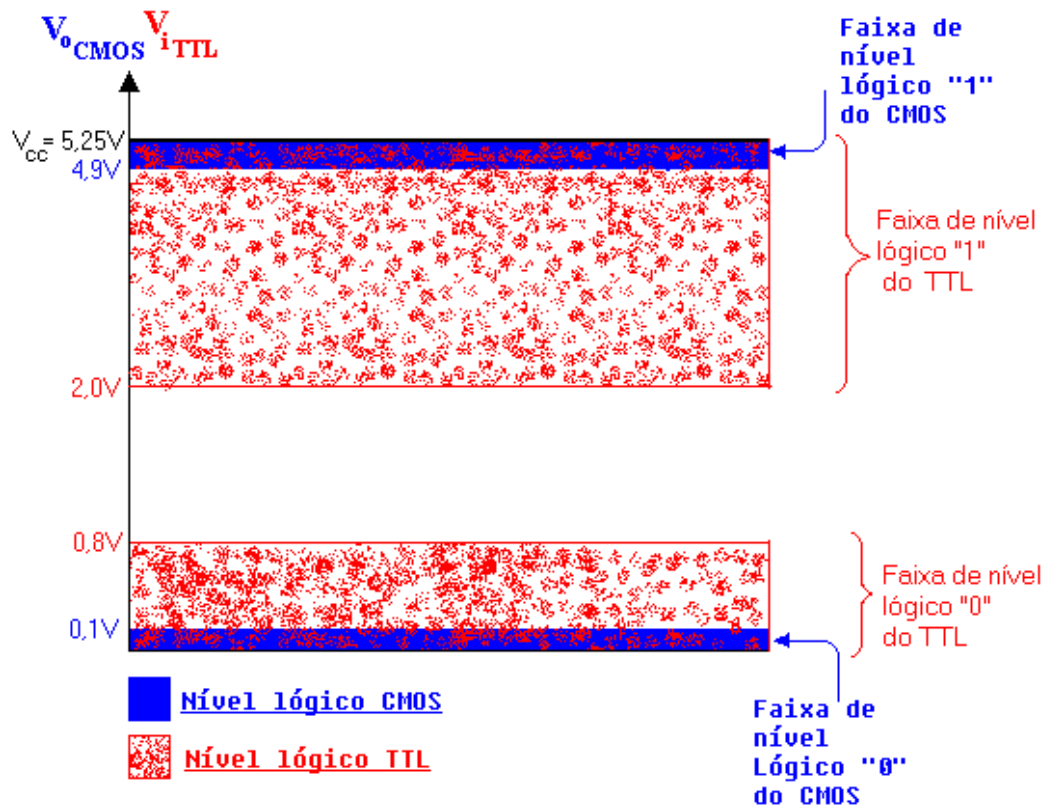 VoCMOS ViTTL
Faixa de
nível
lógico "1"
do CMOS
Vcc = 5,25V
4,9V
Faixa de nível
lógico "1"
do TTL
2,0V
0,8V
Faixa de nível
lógico "0"
do TTL
0,1V
Nível lógico CMOS
Nível lógico TTL
Faixa de
nível
Lógico "0"
do CMOS